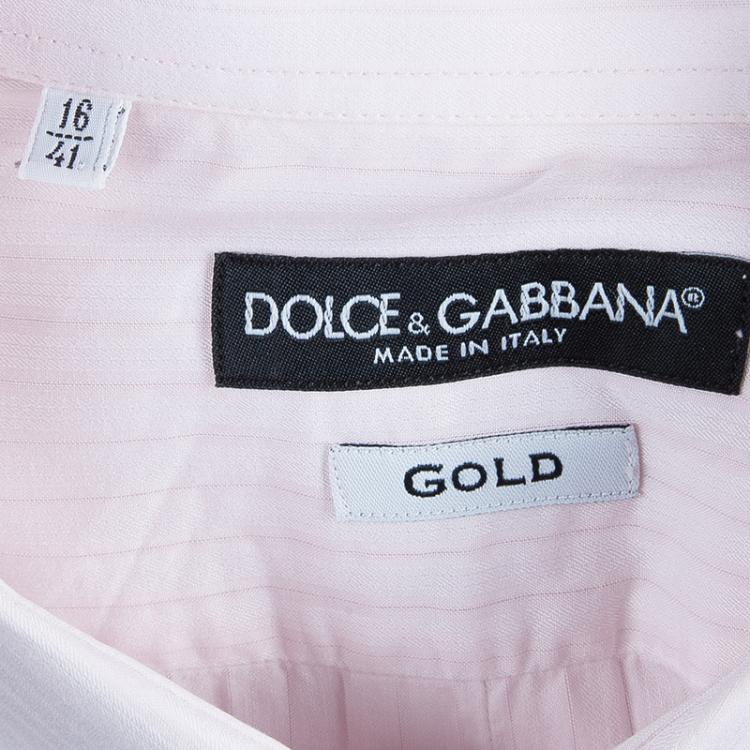 16
41
DOLCE & GABBANA®
MADE IN ITALY
GOLD